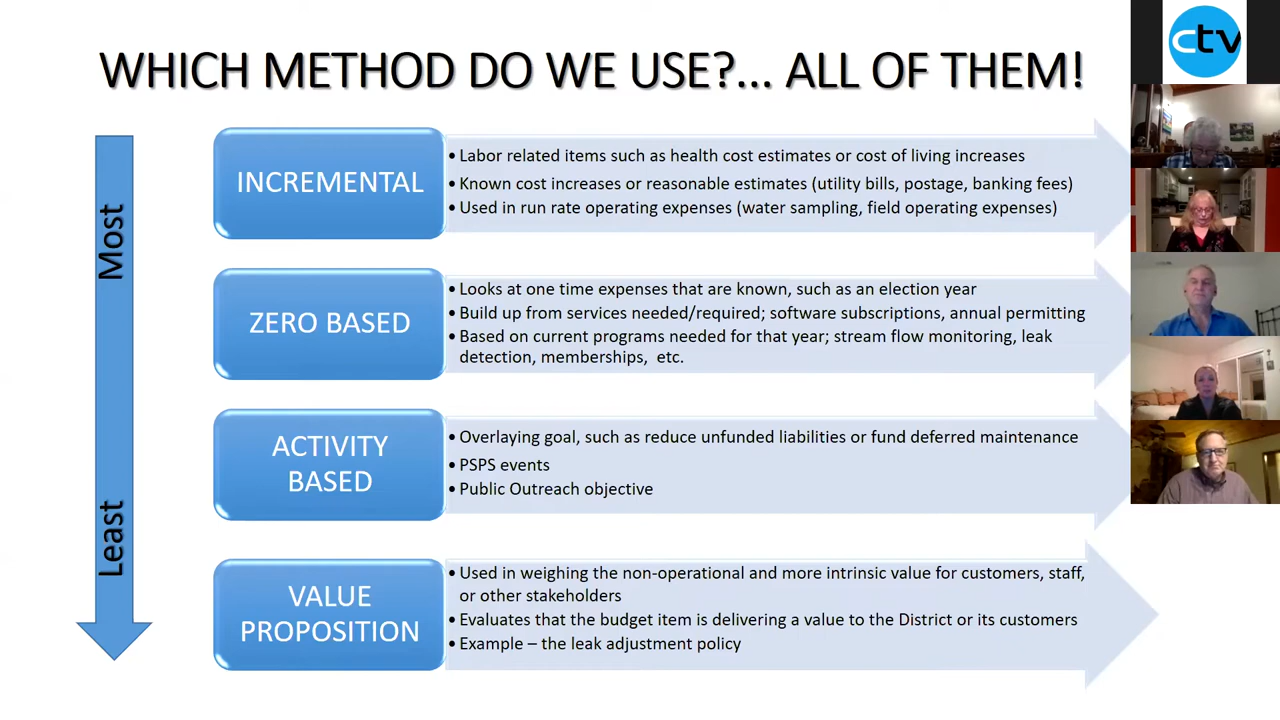 WHICH METHOD DO WE USE?... ALL OF THEM!
ctv
Most
Least
INCREMENTAL
• Labor related items such as health cost estimates or cost of living increases
• Known cost increases or reasonable estimates (utility bills, postage, banking fees)
• Used in run rate operating expenses (water sampling, field operating expenses)
ZERO BASED
• Looks at one time expenses that are known, such as an election year
• Build up from services needed/required; software subscriptions, annual permitting
• Based on current programs needed for that year; stream flow monitoring, leak
detection, memberships, etc.
ACTIVITY
BASED
• Overlaying goal, such as reduce unfunded liabilities or fund deferred maintenance
• PSPS events
• Public Outreach objective
VALUE
PROPOSITION
• Used in weighing the non-operational and more intrinsic value for customers, staff,
or other stakeholders
• Evaluates that the budget item is delivering a value to the District or its customers
• Example – the leak adjustment policy